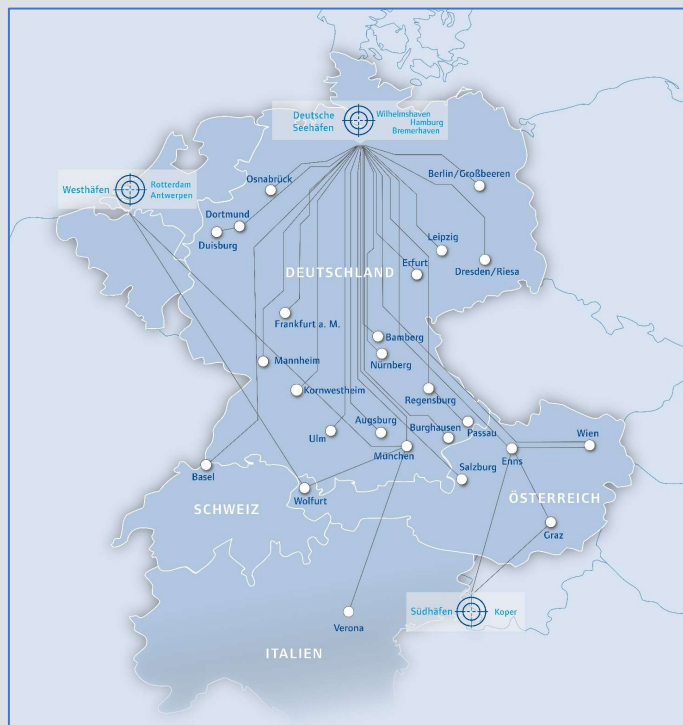 Deutsche
Seehäfen
Wilhelmshaven
Hamburg
Bremerhaven
Westhäfen
Rotterdam
Antwerpen
Osnabrück
Berlin/Großbeeren
Dortmund
Duisburg
Leipzig
Erfurt
Dresden/Riesa
DEUTSCHLAND
Frankfurt a. M.
Bamberg
Nürnberg
Mannheim
Kornwestheim
Regensburg
Augsburg
Burghausen
Passau
Ulm
München
Wien
Enns
Basel
Salzburg
Wolfurt
SCHWEIZ
ÖSTERREICH
Graz
Südhäfen
Koper
Verona
ITALIEN